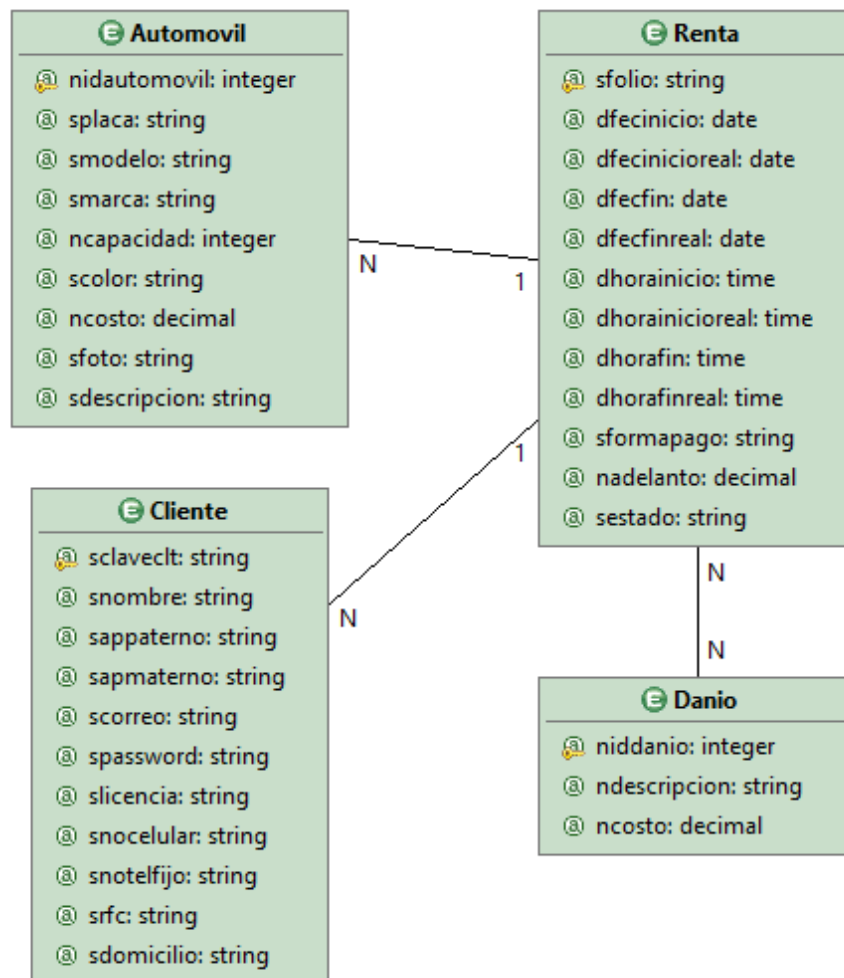 Automovil
nidautomovil: integer
splaca: string
smodelo: string
smarca: string
ncapacidad: integer
scolor: string
ncosto: decimal
sfoto: string
sdescripcion: string
N
1
Renta
sfolio: string
dfecinicio: date
dfecinicioreal: date
dfecfin: date
dfecfinreal: date
dhorainicio: time
dhorainicioreal: time
dhorafin: time
dhorafinreal: time
sformapago: string
nadelanto: decimal
sestado: string
1
N
Cliente
sclaveclt: string
snombre: string
sappaterno: string
sapmaterno: string
scorreo: string
spassword: string
slicencia: string
snocelular: string
snotelfijo: string
srfc: string
sdomicilio: string
N
N
Danio
niddanio: integer
ndescripcion: string
ncosto: decimal